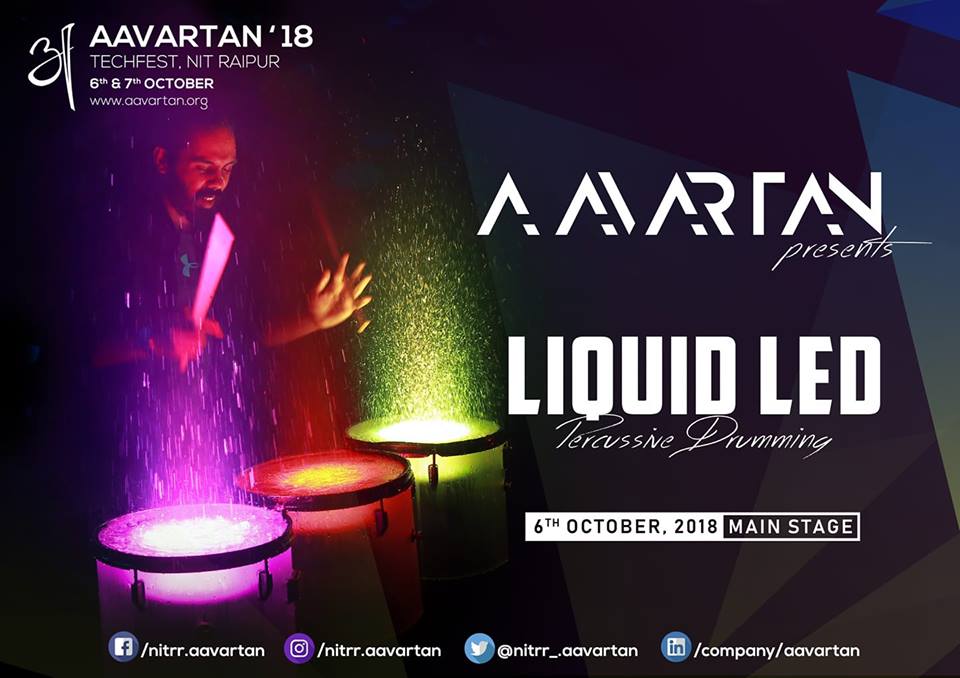 अ
AAVARTAN ‘18
TECHFEST, NIT RAIPUR
6th & 7th OCTOBER
www.aavartan.org
AAVARTAN
presents
LIQUID LED
Percussive Drumming
6TH OCTOBER, 2018 MAIN STAGE
/nitrr.aavartan /nitrr.aavartan @nitrr_.aavartan /company/aavartan